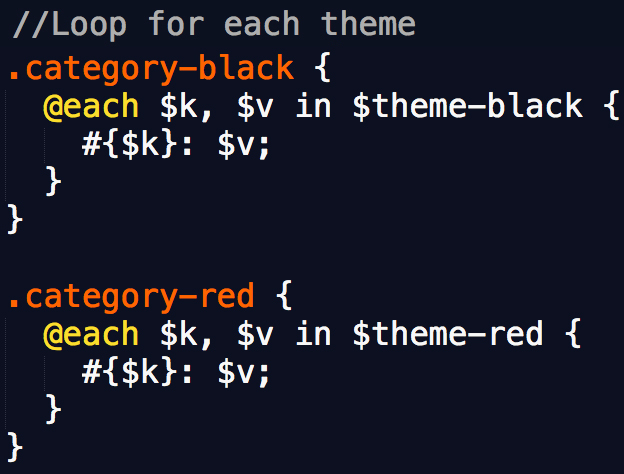 //Loop for each theme
.category-black {
  @each $k, $v in $theme-black {
    #{$k}: $v;
  }
}

.category-red {
  @each $k, $v in $theme-red {
    #{$k}: $v;
  }
}